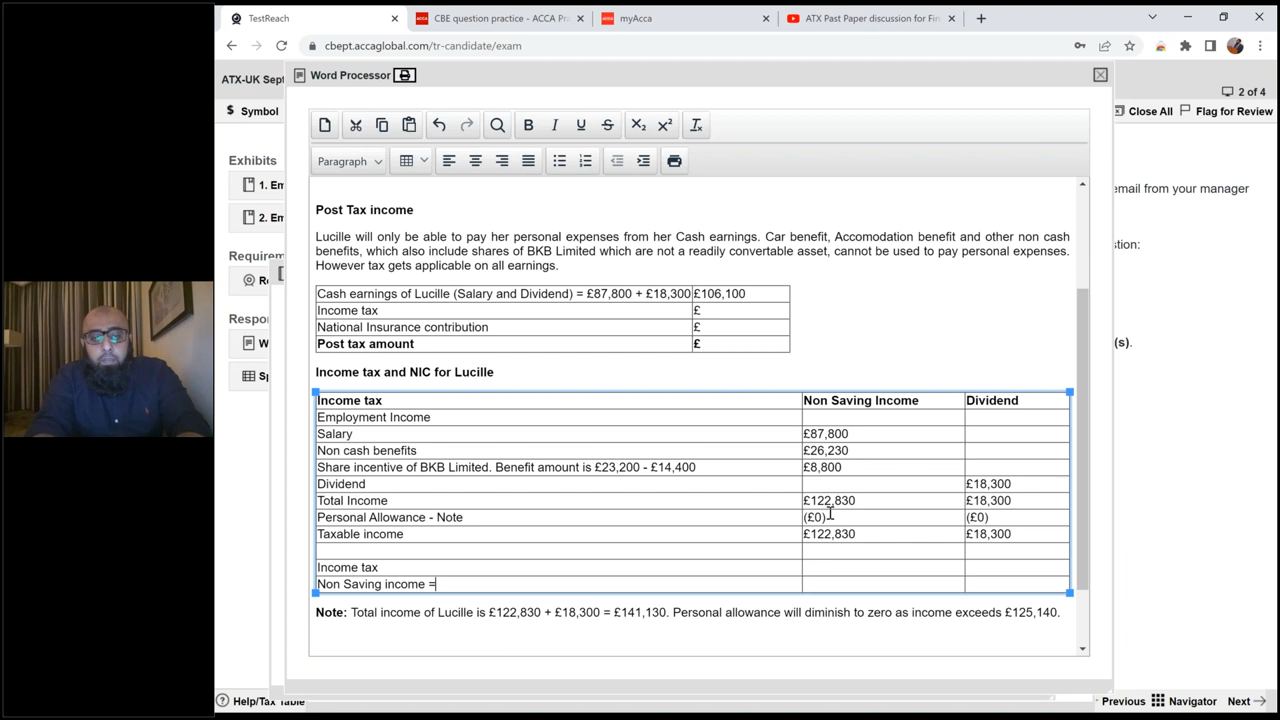 TestReach
CBE question practice - ACCA Pr
myAcca
ATX Past Paper discussion for Fin
cbept.accaglobal.com/tr-candidate/exam
ATX-UK Sept
Word Processor
2 of 4
$ Symbol
Close All
Flag for Review
Exhibits
1. Em
2. Em
Requirem
Re
Respo
W
Sp
email from your manager
tion:
(s).
Paragraph
Post Tax income
Lucille will only be able to pay her personal expenses from her Cash earnings. Car benefit, Accomodation benefit and other non cash
benefits, which also include shares of BKB Limited which are not a readily convertable asset, cannot be used to pay personal expenses.
However tax gets applicable on all earnings.
Cash earnings of Lucille (Salary and Dividend) = £87,800 + £18,300 £106,100
Income tax £
National Insurance contribution £
Post tax amount £
Income tax and NIC for Lucille
Income tax Non Saving Income Dividend
Employment Income
Salary £87,800
Non cash benefits £26,230
Share incentive of BKB Limited. Benefit amount is £23,200 - £14,400 £8,800
Dividend £18,300
Total Income £122,830 £18,300
Personal Allowance - Note (£0) (£0)
Taxable income £122,830 £18,300
Income tax
Non Saving income =
Note: Total income of Lucille is £122,830 + £18,300 = £141,130. Personal allowance will diminish to zero as income exceeds £125,140.
Help/Tax Table
Previous
Navigator
Next